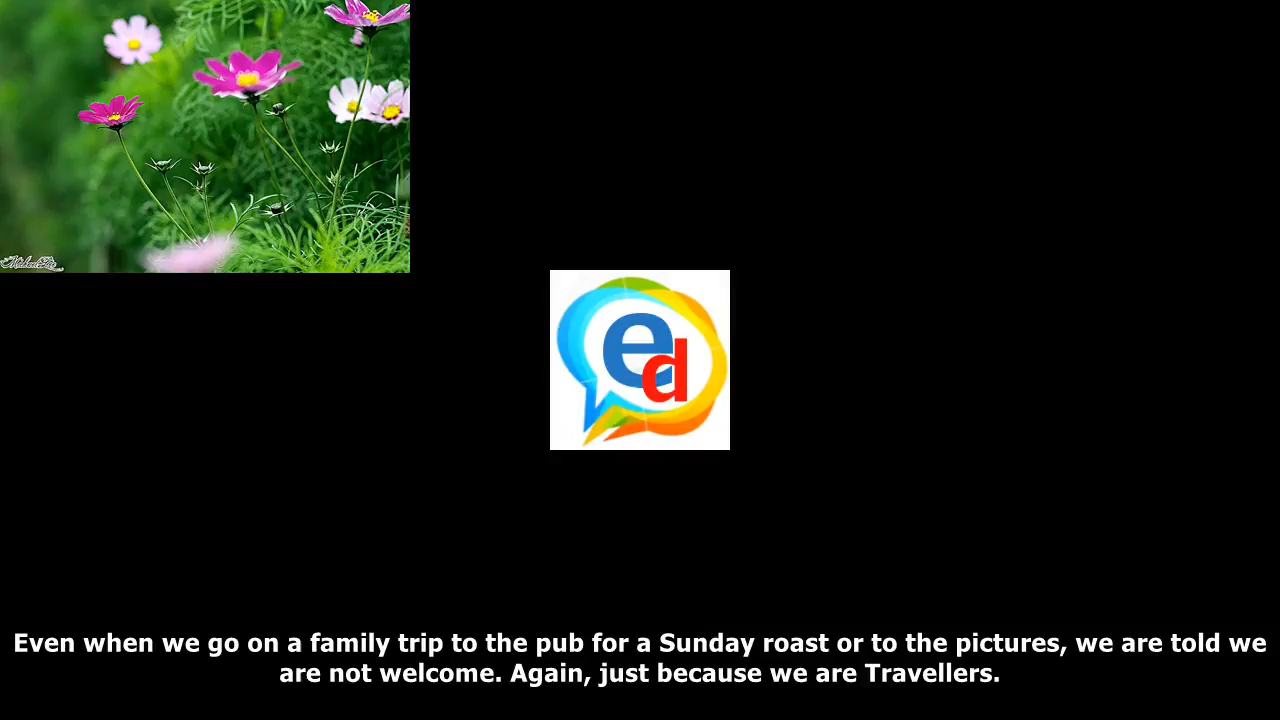 ed
Even when we go on a family trip to the pub for a Sunday roast or to the pictures, we are told we
are not welcome. Again, just because we are Travellers.